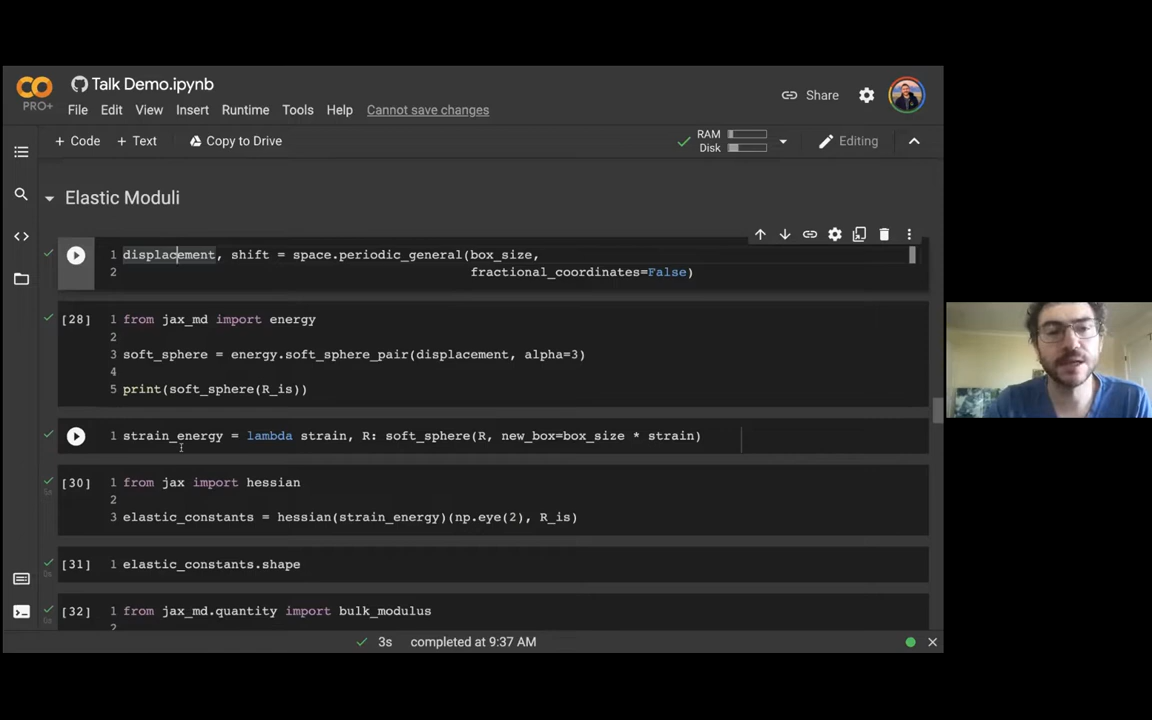 Talk Demo.ipynb
PRO+
File Edit View Insert Runtime Tools Help Cannot save changes
Share
+ Code + Text Copy to Drive
RAM
Disk
Editing
Elastic Moduli
1 displacement, shift = space.periodic_general(box_size,
2 fractional_coordinates=False)
[28] 1 from jax_md import energy
2
3 soft_sphere = energy.soft_sphere_pair(displacement, alpha=3)
4
5 print(soft_sphere(R_is))
1 strain_energy = lambda strain, R: soft_sphere(R, new_box=box_size * strain)
[30] 1 from jax import hessian
5s
2
3 elastic_constants = hessian(strain_energy)(np.eye(2), R_is)
[31] 1 elastic_constants.shape
0s
[32] 1 from jax_md.quantity import bulk_modulus
2
3s completed at 9:37 AM